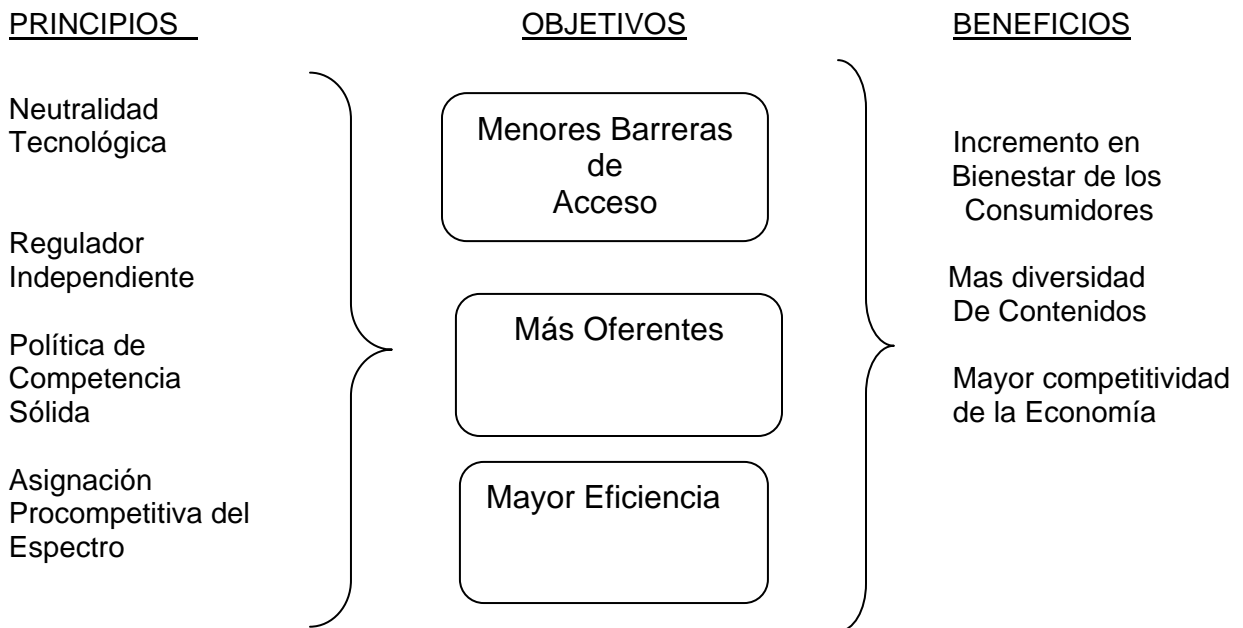 PRINCIPIOS
Neutralidad
Tecnológica
Regulador
Independiente
Política de
Competencia
Sólida
Asignación
Procompetitiva del
Espectro
OBJETIVOS
Menores Barreras
de
Acceso
Más Oferentes
Mayor Eficiencia
BENEFICIOS
Incremento en
Bienestar de los
Consumidores
Mas diversidad
De Contenidos
Mayor competitividad
de la Economía